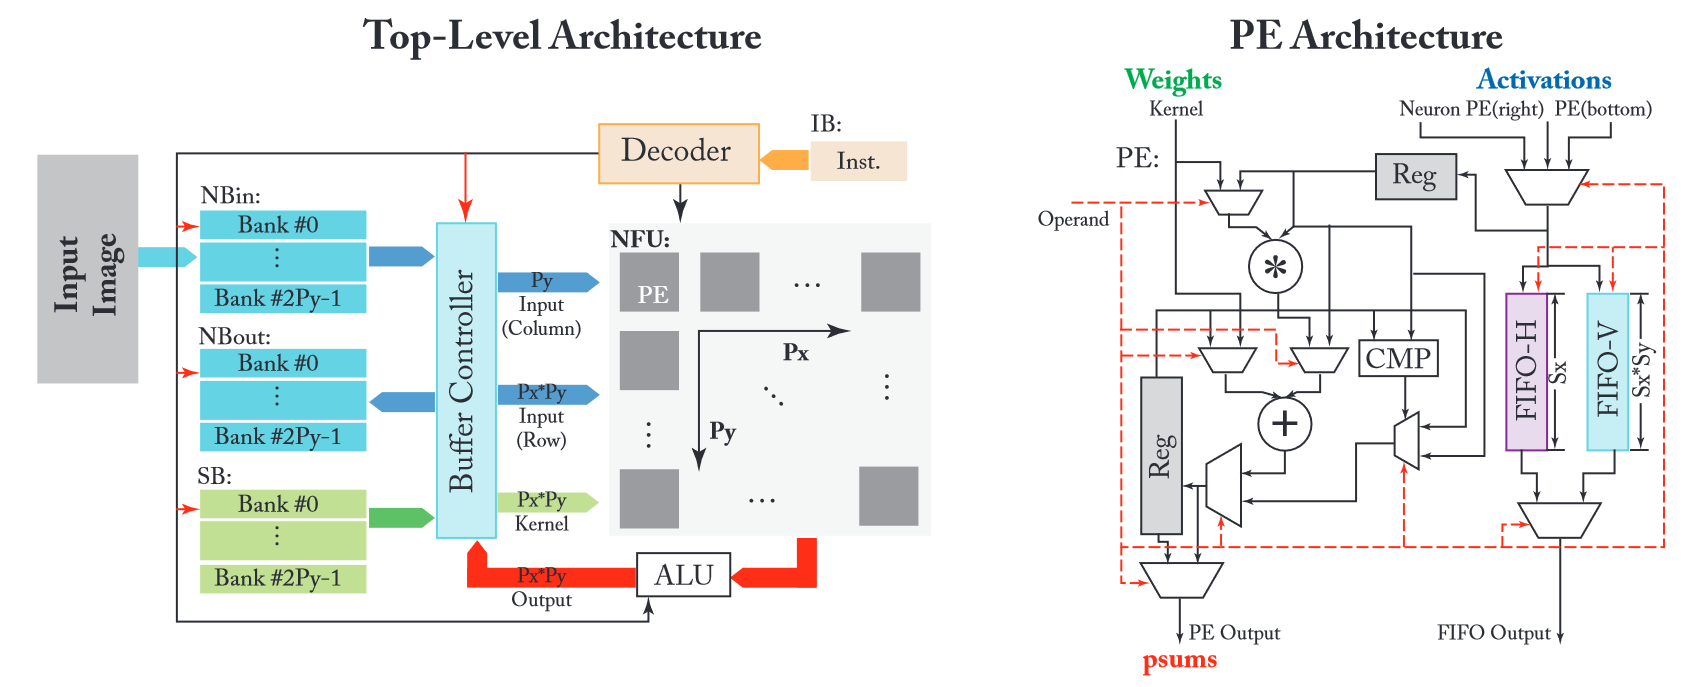 Top-Level Architecture
Input
Image
NBin:
Bank #0
⋮
Bank #2Py-1
NBout:
Bank #0
⋮
Bank #2Py-1
SB:
Bank #0
⋮
Bank #2Py-1
Buffer Controller
Decoder
IB:
Inst.
Py
Input
(Column)
Px*Py
Input
(Row)
Px*Py
Kernel
Px*Py
Output
ALU
NFU:
PE
...
Px
Py
...
PE Architecture
Weights
Kernel
Activations
Neuron PE(right) PE(bottom)
PE:
Operand
Reg
*
CMP
+
Reg
FIFO-H
Sx
FIFO-V
Sx*Sy
PE Output
psums
FIFO Output